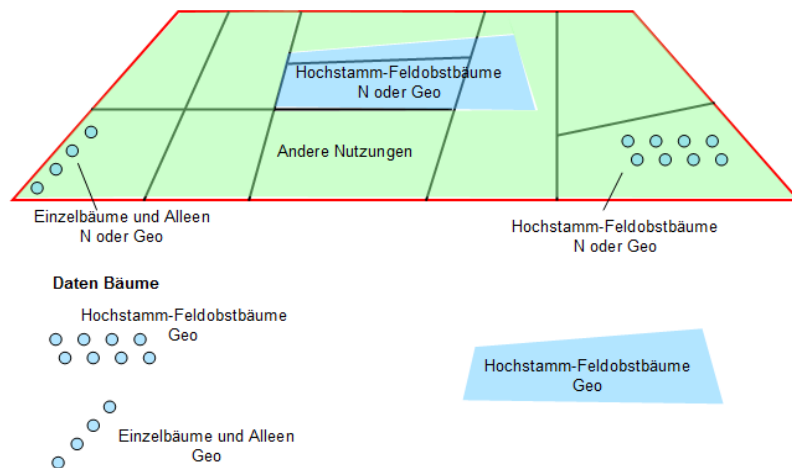 Hochstamm-Feldobstbäume
N oder Geo
Andere Nutzungen
Einzelbäume und Alleen
N oder Geo
Hochstamm-Feldobstbäume
N oder Geo
Daten Bäume
Hochstamm-Feldobstbäume
Geo
Hochstamm-Feldobstbäume
Geo
Einzelbäume und Alleen
Geo